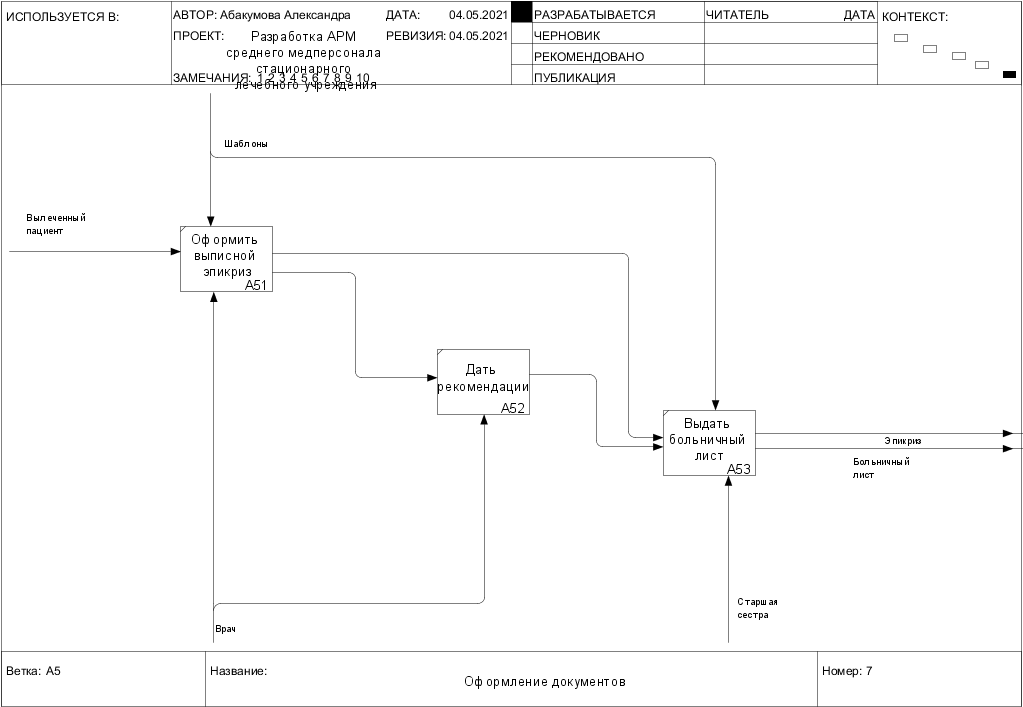 ИСПОЛЬЗУЕТСЯ В:
АВТОР: Абакумова Александра
ДАТА: 04.05.2021
РАЗРАБАТЫВАЕТСЯ
ЧИТАТЕЛЬ
ДАТА
КОНТЕКСТ:
ПРОЕКТ: Разработка АРМ
среднего медперсонала
стационарного
лечебного учреждения
РЕВИЗИЯ: 04.05.2021
ЧЕРНОВИК
РЕКОМЕНДОВАНО
ЗАМЕЧАНИЯ: 1 2 3 4 5 6 7 8 9 10
ПУБЛИКАЦИЯ
Шаблоны
Вылеченный
пациент
Оформить
выписной
эпикриз
A51
Дать
рекомендации
A52
Выдать
больничный
лист
A53
Эпикриз
Больничный
лист
Старшая
сестра
Врач
Ветка: A5
Название:
Оформление документов
Номер: 7